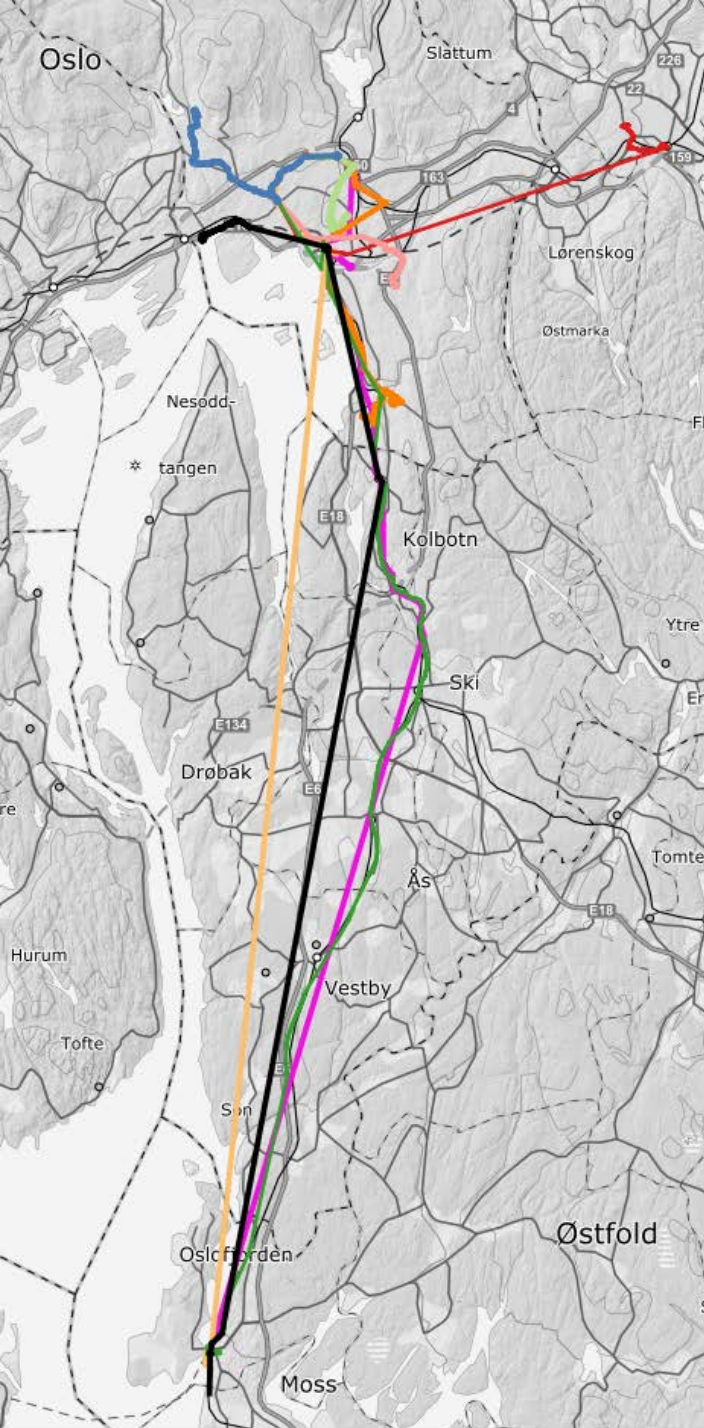 Oslo
Slattum
226
22
4
159
163
Lørenskog
Østmarka
Nesodd-
tangen
E18
Kolbotn
Ytre
Ski
E134
Drøbak
E6
re
Tomte
Ås
E18
Hurum
Vestby
Tofte
Son
Østfold
Oslofjorden
Moss